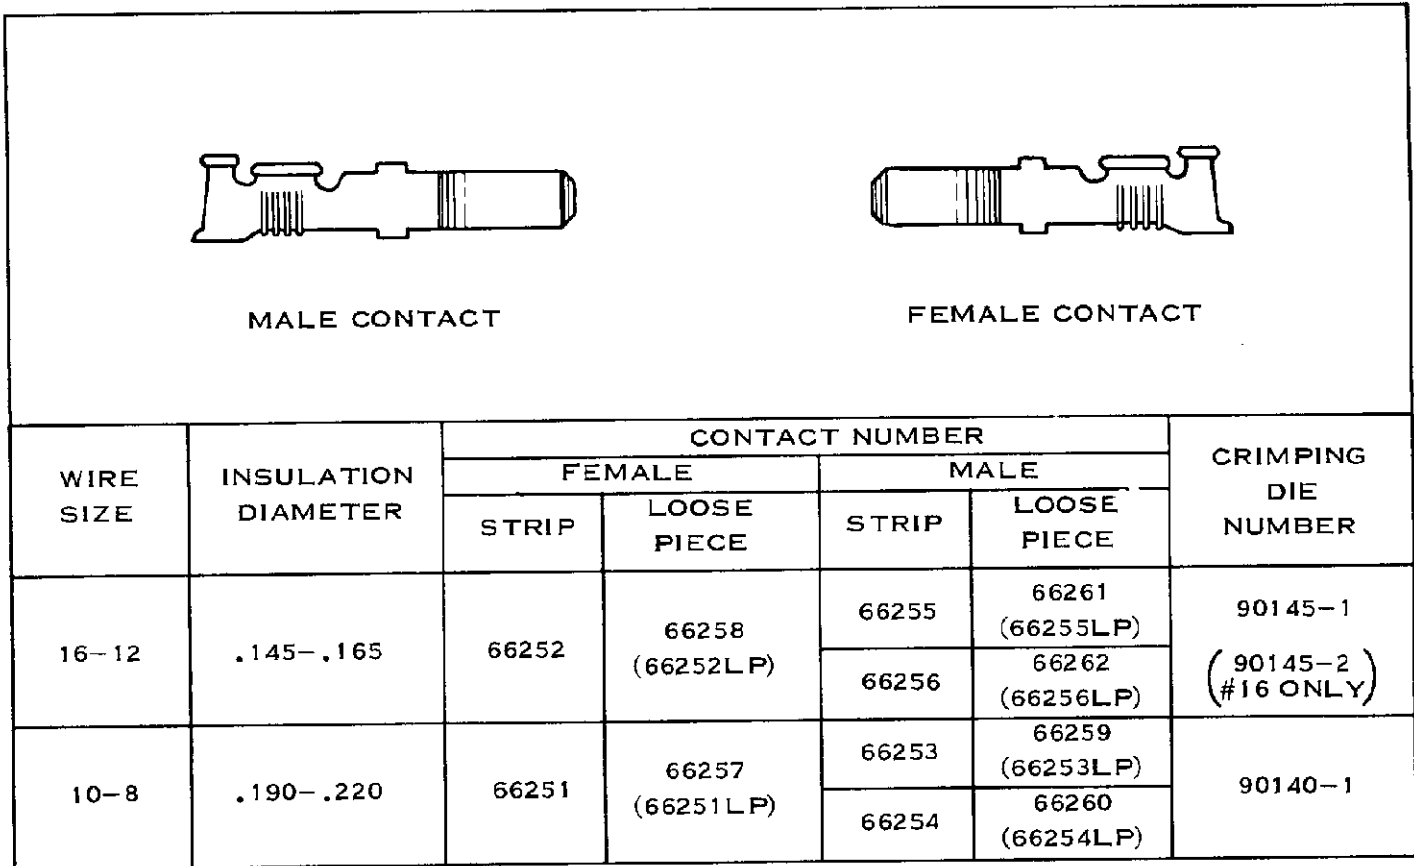 MALE CONTACT
FEMALE CONTACT
WIRE
SIZE
INSULATION
DIAMETER
CONTACT NUMBER
FEMALE
MALE
STRIP
LOOSE
PIECE
STRIP
LOOSE
PIECE
CRIMPING
DIE
NUMBER
16-12
.145-.165
66252
66258
(66252LP)
66255
66261
(66255LP)
66256
66262
(66256LP)
90145-1
(90145-2
#16 ONLY)
10-8
.190-.220
66251
66257
(66251LP)
66253
66259
(66253LP)
66254
66260
(66254LP)
90140-1